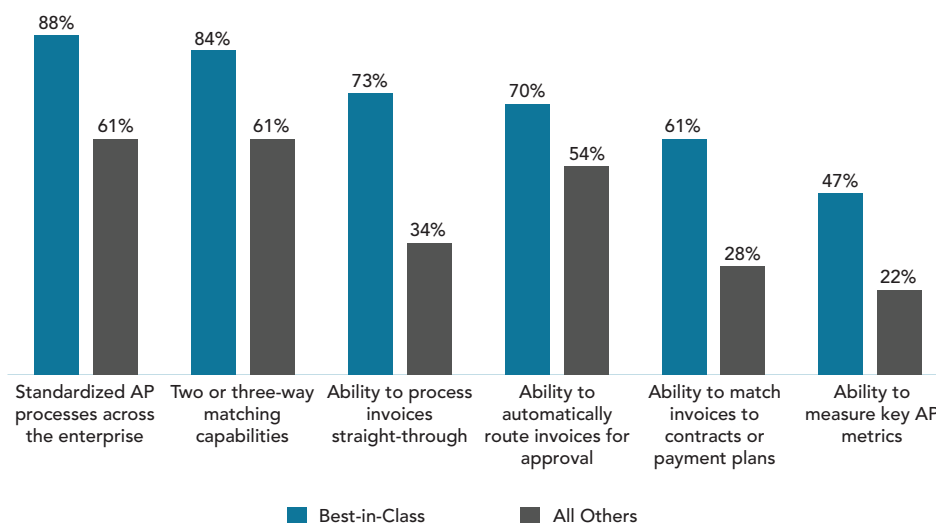 88%
84%
73%
70%
61%
61%
61%
54%
47%
34%
28%
22%
Standardized AP
processes across
the enterprise
Two or three-way
matching
capabilities
Ability to process
invoices
straight-through
Ability to
automatically
route invoices for
approval
Ability to match
invoices to
contracts or
payment plans
Ability to
measure key AP
metrics
Best-in-Class
All Others